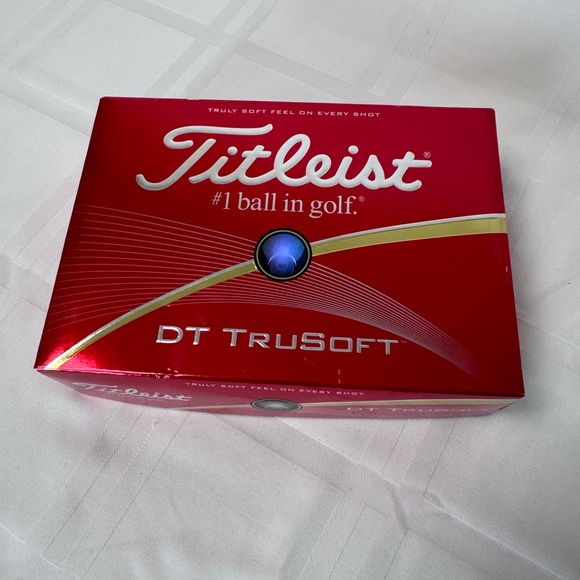 TRULY SOFT FEEL ON EVERY SHOT
Titleist®
#1 ball in golf.®
DT TRUSOFT™
Titleist
TRULY SOFT FEEL ON EVERY SHOT
DT TRUSOFT